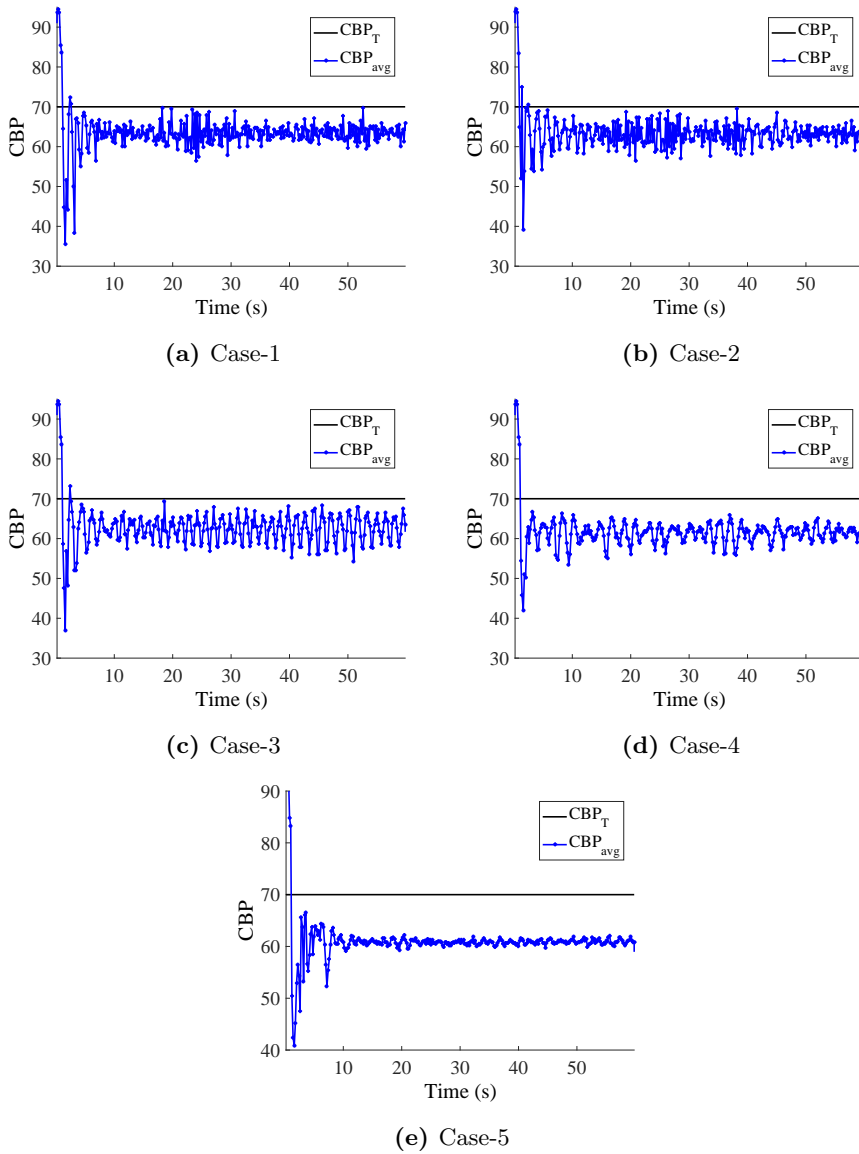 90
80
70
60
50
40
30
CBP
CBP_T
CBP_avg
10 20 30 40 50
Time (s)
(a) Case-1
90
80
70
60
50
40
30
CBP
CBP_T
CBP_avg
10 20 30 40 50
Time (s)
(b) Case-2
90
80
70
60
50
40
30
CBP
CBP_T
CBP_avg
10 20 30 40 50
Time (s)
(c) Case-3
90
80
70
60
50
40
30
CBP
CBP_T
CBP_avg
10 20 30 40 50
Time (s)
(d) Case-4
90
80
70
60
50
40
CBP
CBP_T
CBP_avg
10 20 30 40 50
Time (s)
(e) Case-5